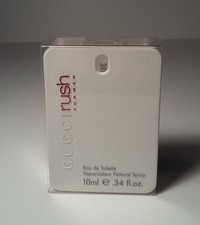 GUCCI rush
FOR MEN
Eau de Toilette
Vaporisateur Natural Spray
10ml ℮ .34 fl.oz.